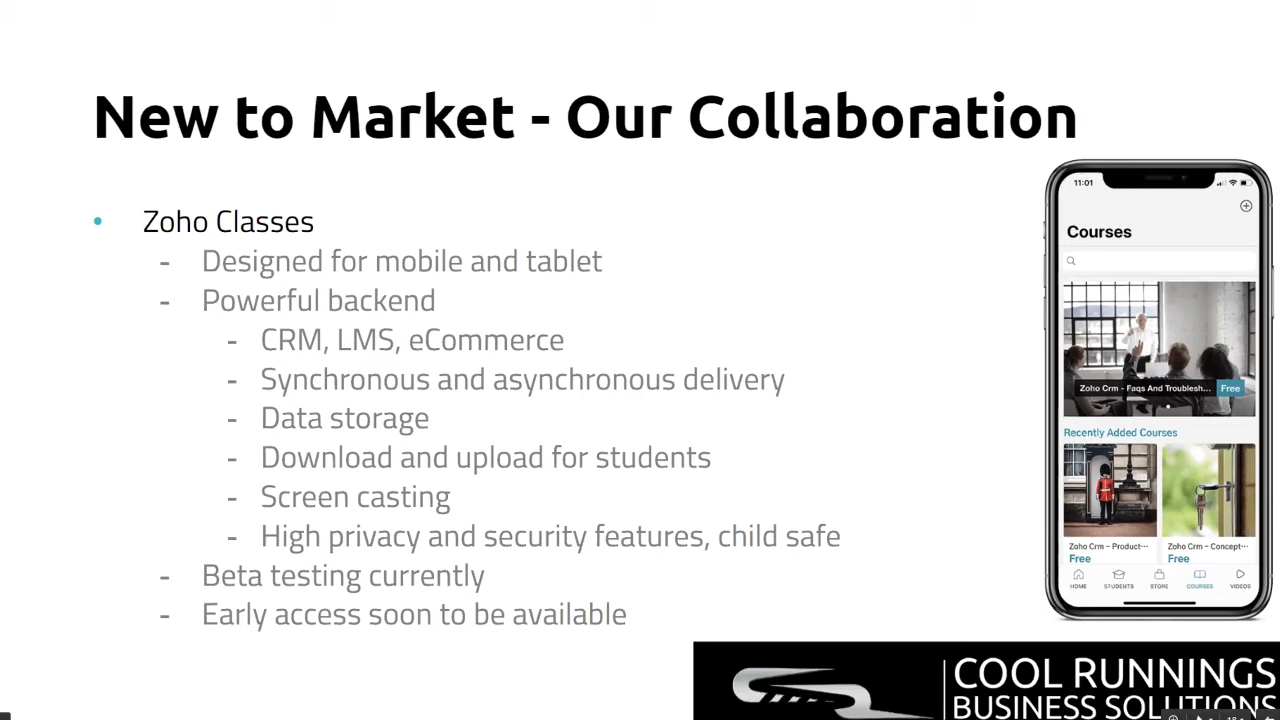 New to Market - Our Collaboration
• Zoho Classes
- Designed for mobile and tablet
- Powerful backend
- CRM, LMS, eCommerce
- Synchronous and asynchronous delivery
- Data storage
- Download and upload for students
- Screen casting
- High privacy and security features, child safe
- Beta testing currently
- Early access soon to be available
11:01
Courses
Zoho Crm - Faqs And Troublesh... Free
Recently Added Courses
Zoho Crm – Product··· Zoho Crm – Concept···
Free Free
HOME STUDENTS STORE COURSES VIDEOS
COOL RUNNINGS
BUSINESS SOLUTIONS